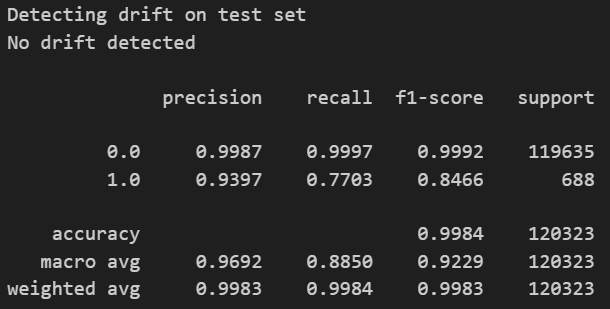 Detecting drift on test set
No drift detected
precision recall f1-score support
0.0 0.9987 0.9997 0.9992 119635
1.0 0.9397 0.7703 0.8466 688
accuracy 0.9984 120323
macro avg 0.9692 0.8850 0.9229 120323
weighted avg 0.9983 0.9984 0.9983 120323